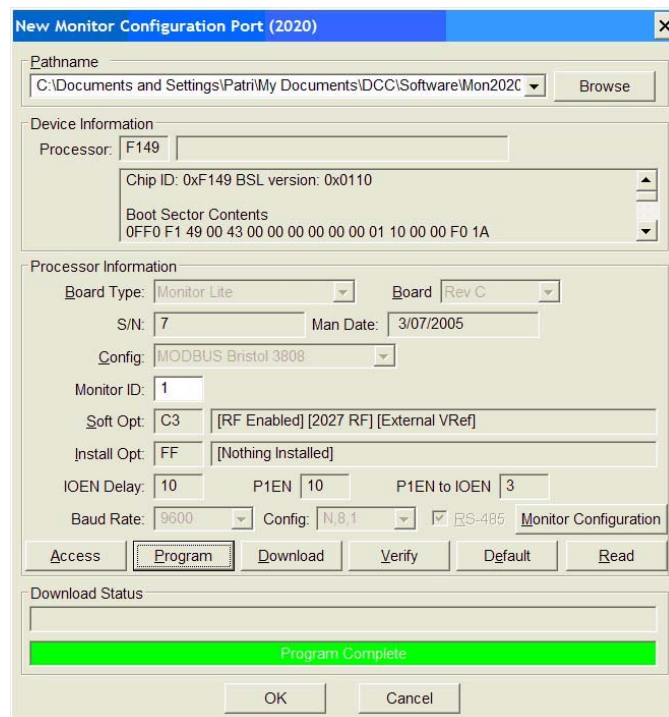 New Monitor Configuration Port (2020)
Pathname
C:\Documents and Settings\Patri\My Documents\DCC\Software\Mon2020
Browse
Device Information
Processor: F149
Chip ID: 0xF149 BSL version: 0x0110
Boot Sector Contents
0FF0 F1 49 00 43 00 00 00 00 00 00 01 10 00 00 F0 1A
Processor Information
Board Type: Monitor Lite Board Rev C
S/N: 7 Man Date: 3/07/2005
Config: MODBUS Bristol 3808
Monitor ID: 1
Soft Opt: C3 [RF Enabled] [2027 RF] [External VRef]
Install Opt: FF [Nothing Installed]
IOEN Delay: 10 P1EN 10 P1EN to IOEN 3
Baud Rate: 9600 Config: N,8,1 RS-485 Monitor Configuration
Access Program Download Verify Default Read
Download Status
Program Complete
OK Cancel